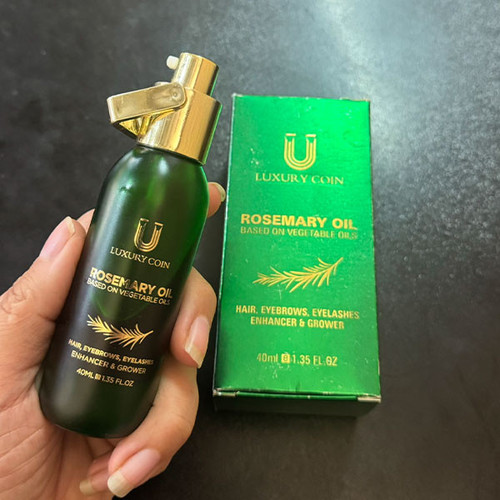 LUXURY COIN
ROSEMARY OIL
BASED ON VEGETABLE OILS
HAIR, EYEBROWS, EYELASHES
ENHANCER & GROWER
40ML 1.35 FL.OZ
LUXURY COIN
ROSEMARY OIL
BASED ON VEGETABLE OILS
HAIR, EYEBROWS, EYELASHES
ENHANCER & GROWER
40ml 1.35 FL.OZ